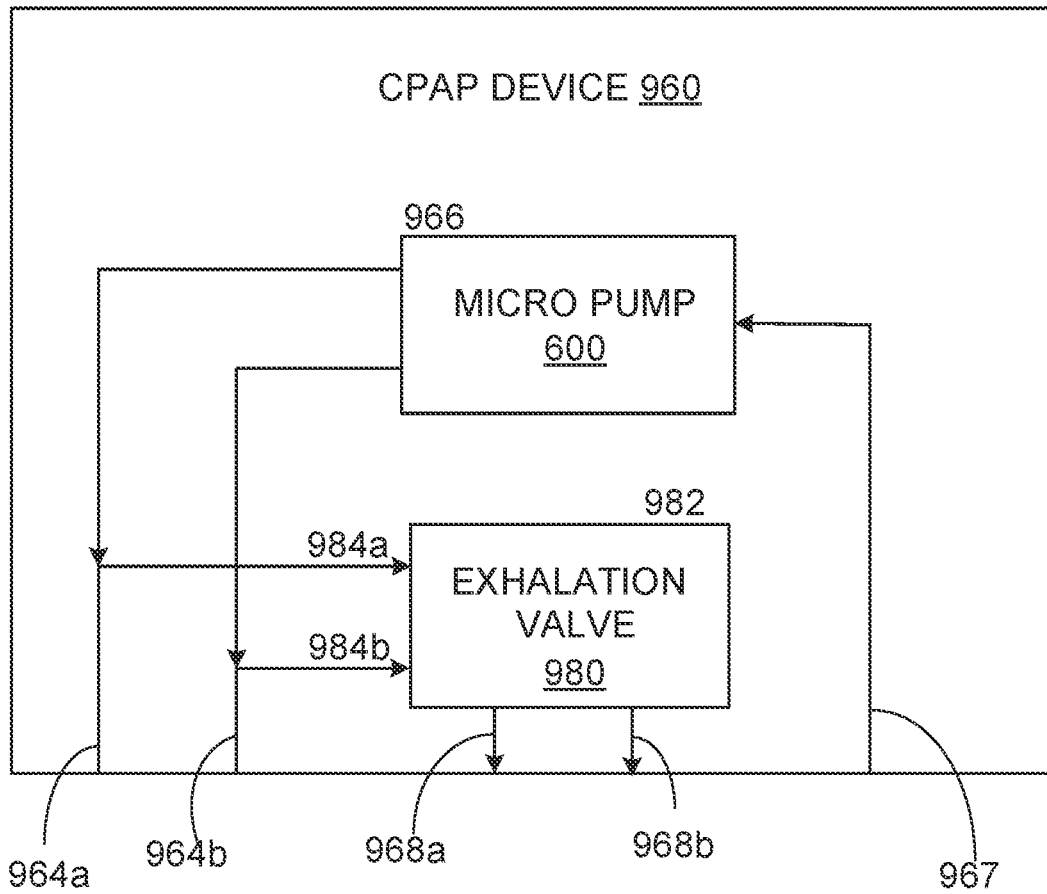 CPAP DEVICE 960
966
MICRO PUMP
600
982
984a
EXHALATION
VALVE
984b
980
964a
964b
968a
968b
967